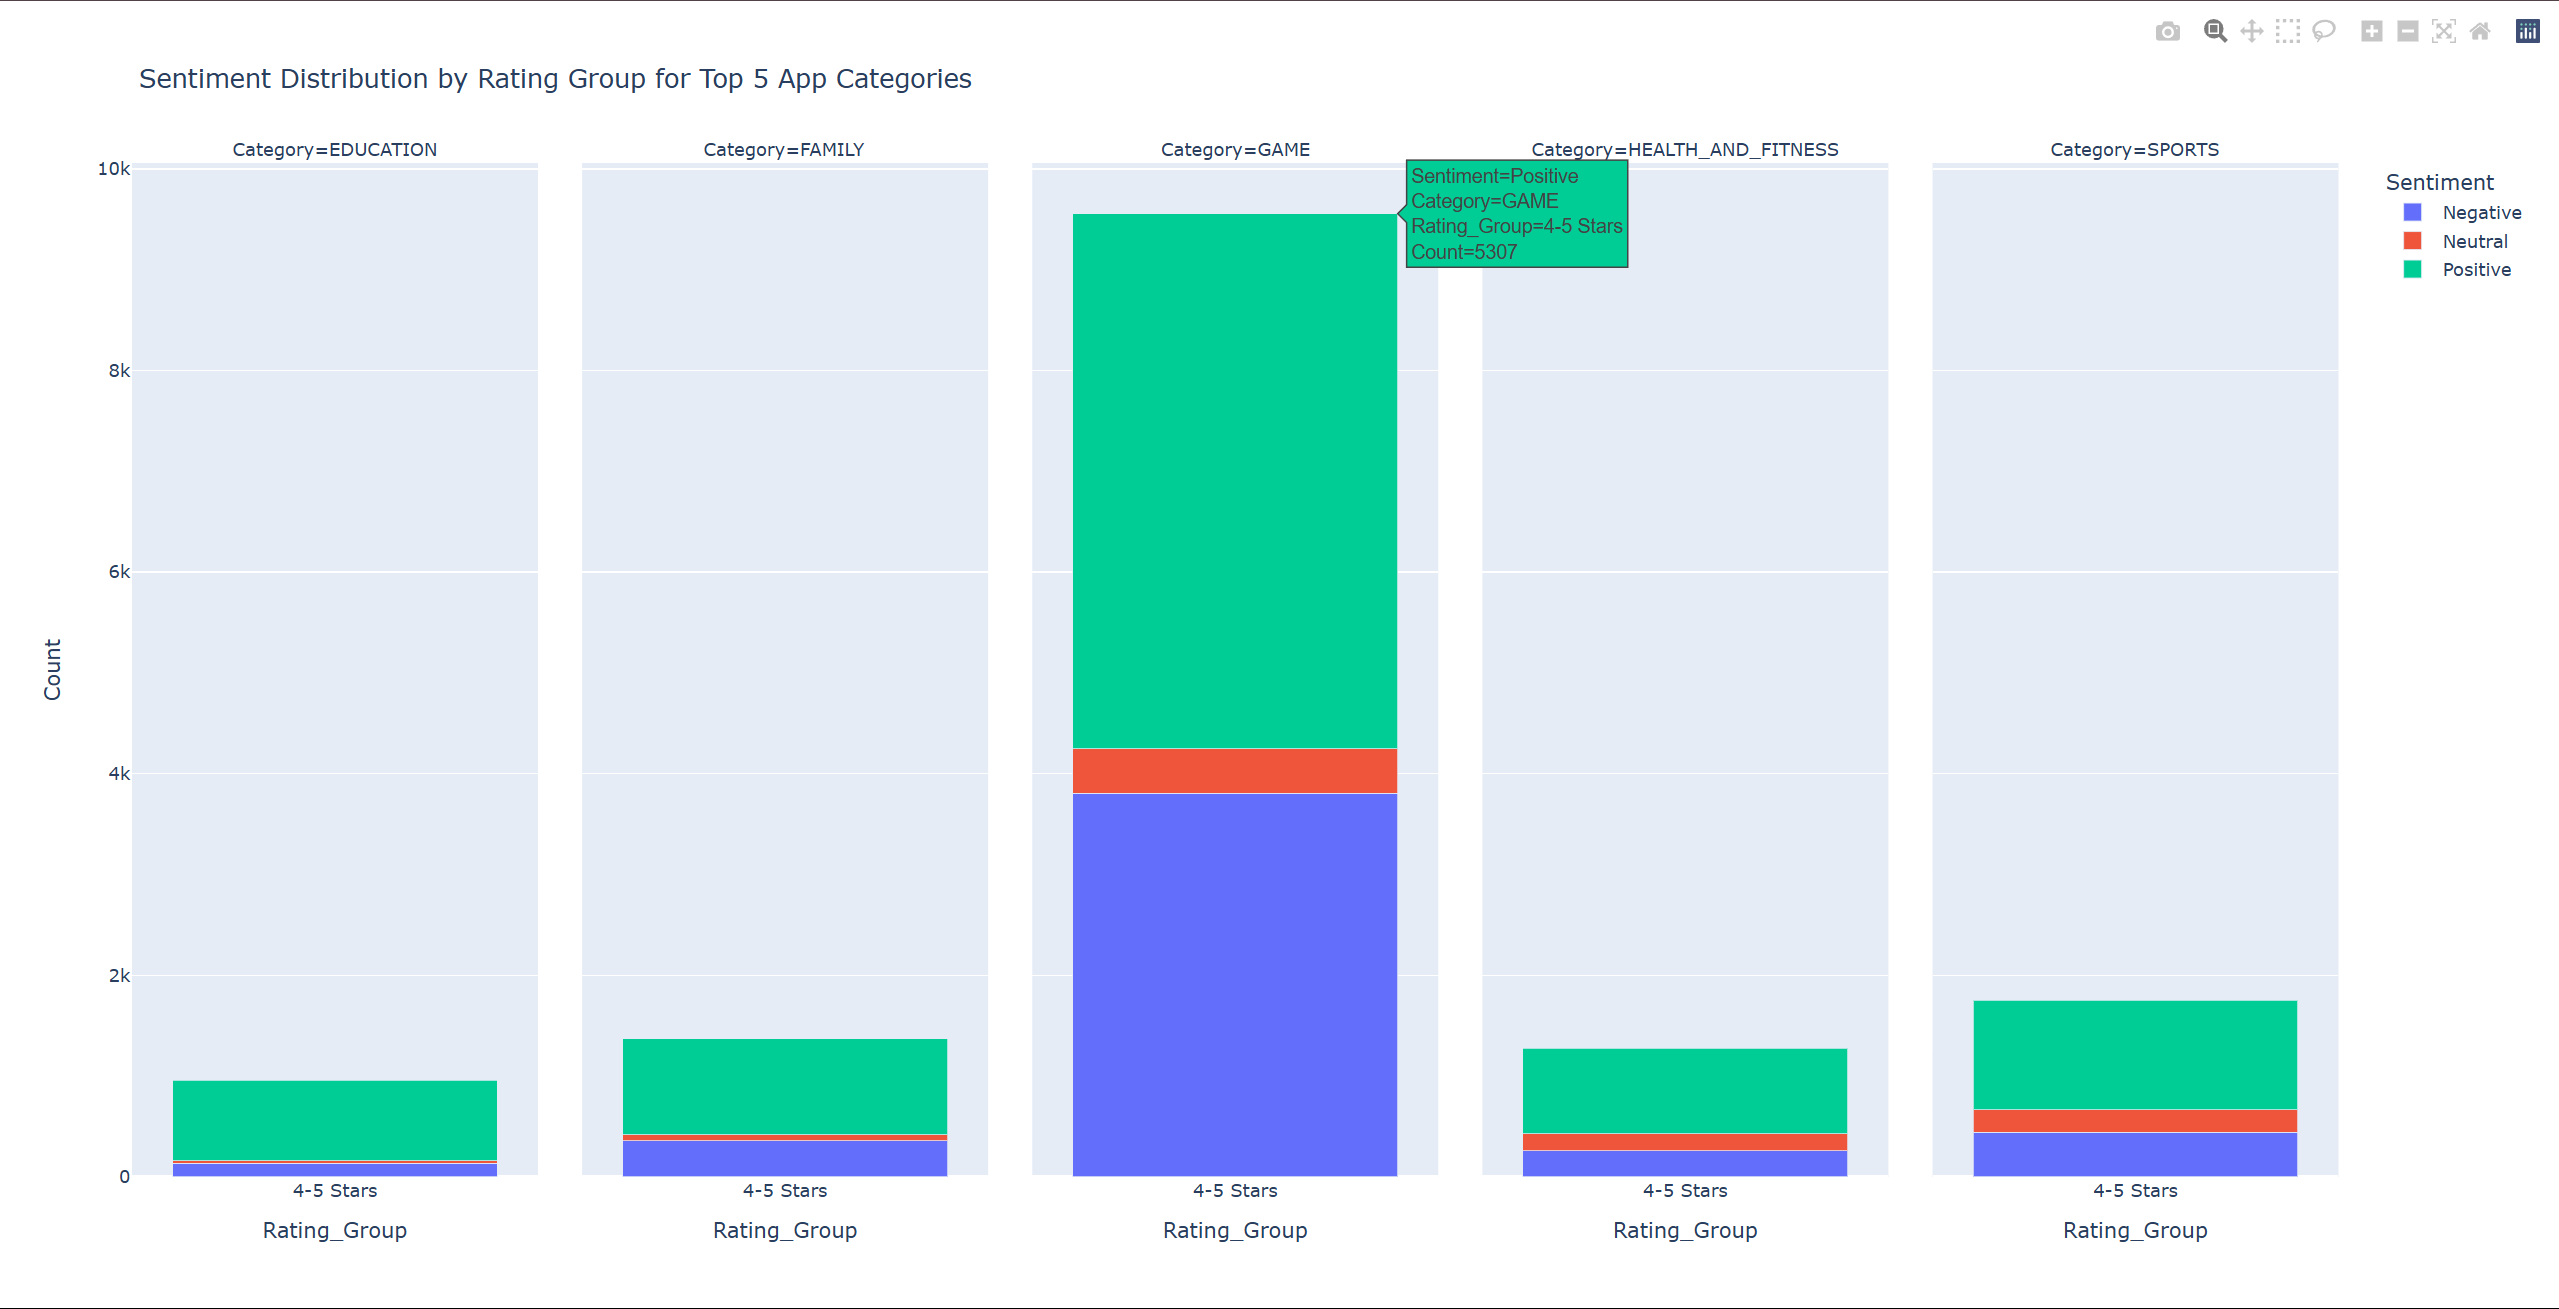 Sentiment Distribution by Rating Group for Top 5 App Categories
Category=EDUCATION
Category=FAMILY
Category=GAME
Category=HEALTH_AND_FITNESS
Category=SPORTS
10k
8k
6k
4k
2k
0
Count
Sentiment=Positive
Category=GAME
Rating_Group=4-5 Stars
Count=5307
Sentiment
Negative
Neutral
Positive
4-5 Stars
4-5 Stars
4-5 Stars
4-5 Stars
4-5 Stars
Rating_Group
Rating_Group
Rating_Group
Rating_Group
Rating_Group